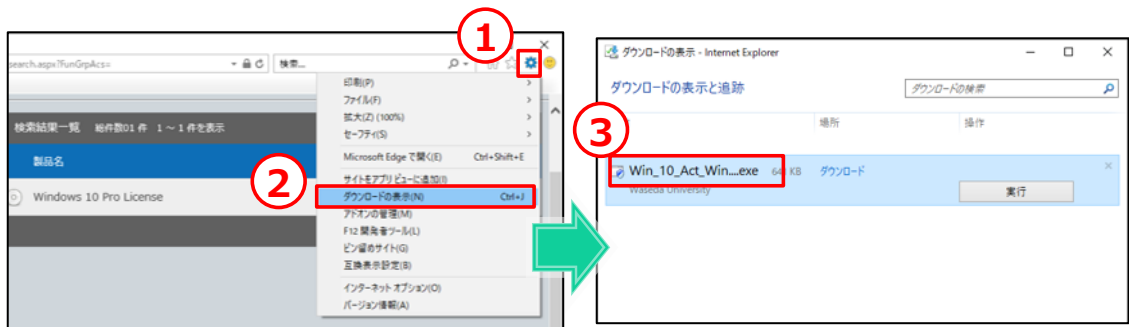 ①
search.aspx?FunGrpAcs=
検索...
印刷(P)
ファイル(F)
拡大(Z) (100%)
セーフティ(S)
検索結果一覧 総件数01 件 1 ～ 1 件を表示
製品名
Microsoft Edge で開く(E) Ctrl+Shift+E
②
サイトをアプリ ビューに追加(I)
Windows 10 Pro License
ダウンロードの表示(N) Ctrl+J
アドオンの管理(M)
F12 開発者ツール(L)
ピン留めサイト(G)
互換表示設定(B)
インターネット オプション(O)
バージョン情報(A)
ダウンロードの表示 - Internet Explorer
ダウンロードの表示と追跡
ダウンロードの検索
③
場所 操作
Win_10_Act_Win....exe KB ダウンロード
Waseda University
実行